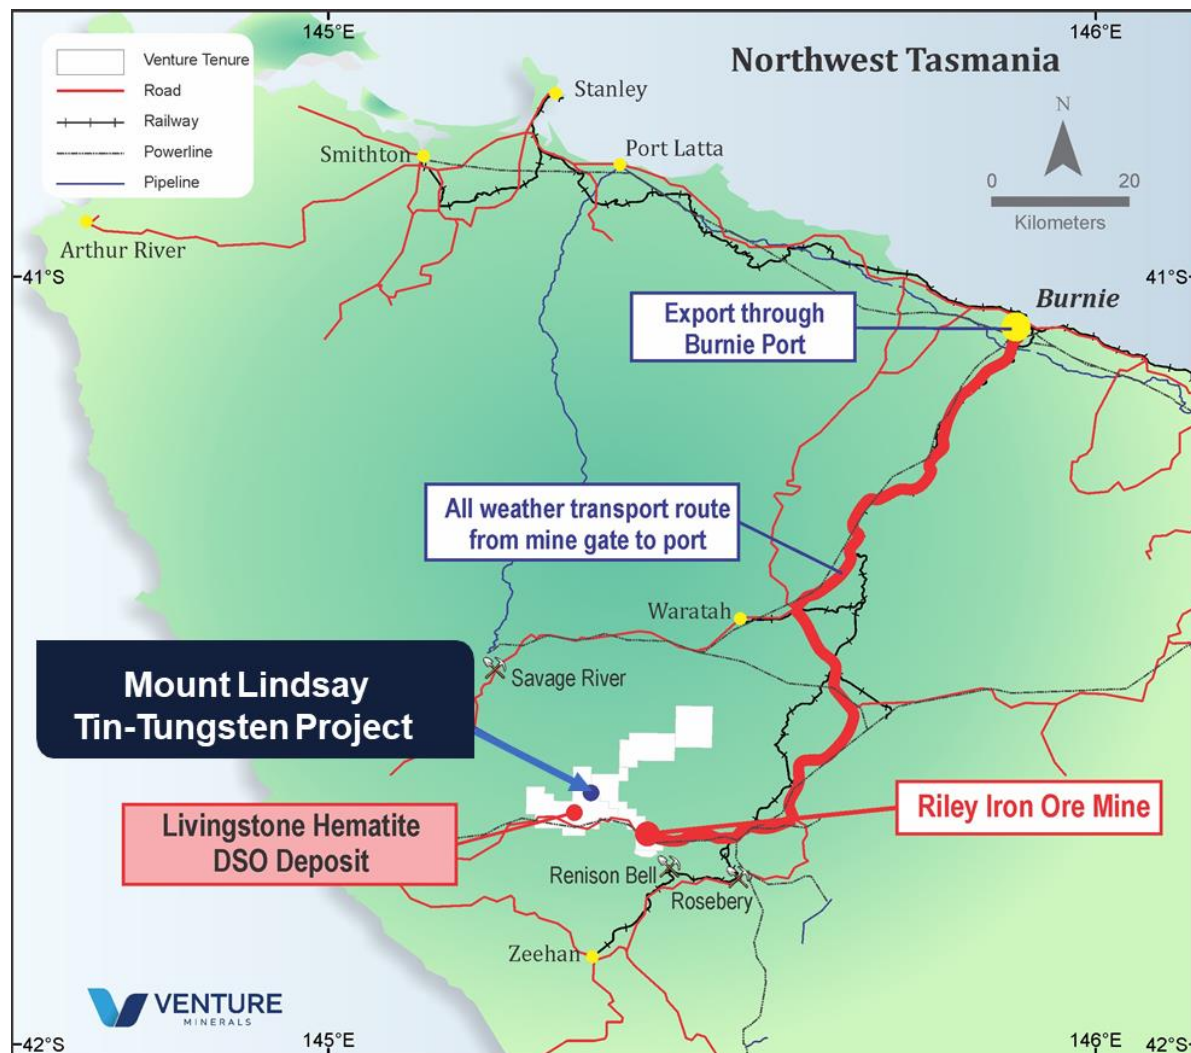 145°E
146°E
Northwest Tasmania
Venture Tenure
Road
Railway
Powerline
Pipeline
N
0 20
Kilometers
Stanley
Smithton
Port Latta
Arthur River
41°S
41°S
Burnie
Export through
Burnie Port
All weather transport route
from mine gate to port
Waratah
Savage River
Mount Lindsay
Tin-Tungsten Project
Livingstone Hematite
DSO Deposit
Riley Iron Ore Mine
Renison Bell
Rosebery
Zeehan
VENTURE
MINERALS
42°S
145°E
146°E
42°S